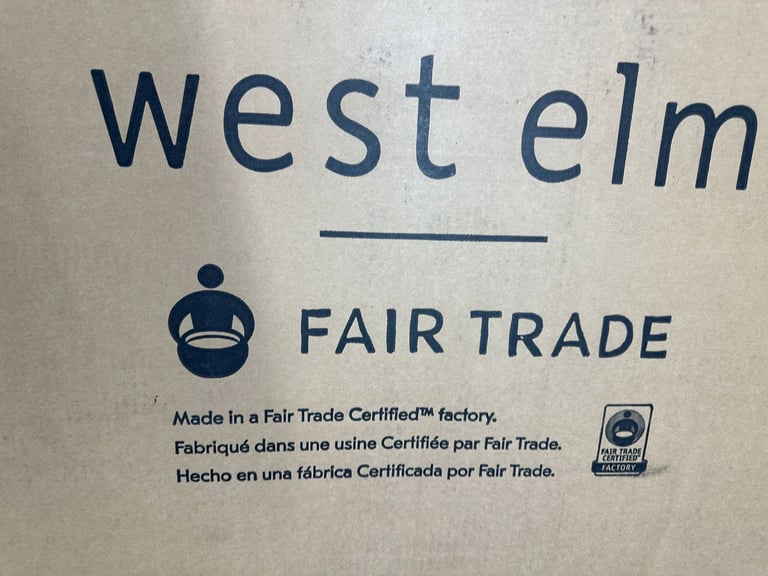 west elm
FAIR TRADE
Made in a Fair Trade Certified™ factory.
Fabriqué dans une usine Certifiée par Fair Trade.
Hecho en una fábrica Certificada por Fair Trade.
FAIR TRADE
CERTIFIED™
FACTORY